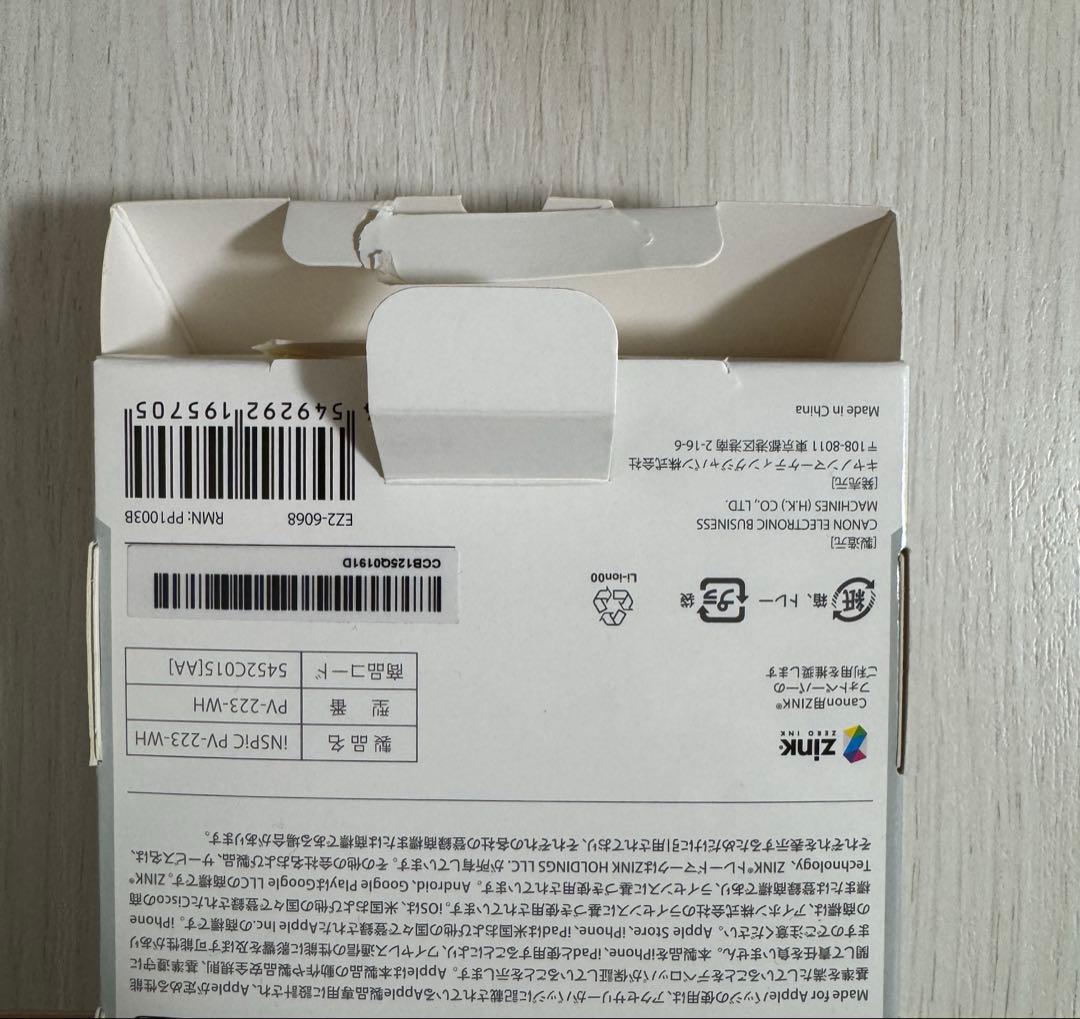 Made for Appleバッジの使用は、アクセサリーがバッジに記載されているApple製品専用に設計され、Appleが定める性能
基準を満たしていることをデベロッパが保証していることを示します。Appleは本製品の動作や製品安全規則、基準遵守に
関して責任を負いません。本製品をiPhone、iPadと使用することにより、ワイヤレス通信の性能に影響を及ぼす可能性があり
ますのでご注意ください。Apple Store、iPhone、iPadは米国および他の国々で登録されたApple Inc.の商標です。iPhone
の商標は、アイホン株式会社のライセンスに基づき使用されています。iOSは、米国および他の国々で登録されたCiscoの商
標または登録商標であり、ライセンスに基づき使用されています。Android、Google PlayはGoogle LLCの商標です。ZINK®
Technology、ZINK®トレードマークはZINK HOLDINGS LLC. が所有しています。その他の会社名および製品、サービス名は、
それぞれを表示するためだけに引用されており、それぞれの各社の登録商標または商標である場合があります。
zink®
ZERO INK
Canon用ZINK®
フォトペーパーの
ご利用を推奨します
製品名 iNSPiC PV-223-WH
型番 PV-223-WH
商品コード 5452C015[AA]
紙 箱、トレー
プラ 袋
Li-ion00
CCB125Q01191D
[製造元]
CANON ELECTRONIC BUSINESS
MACHINES (H.K.) CO., LTD.
[発売元]
キヤノンマーケティングジャパン株式会社
〒108-8011 東京都港区港南 2-16-6
Made in China
EZ2-6068 RMN: PP1003B
549292 195705